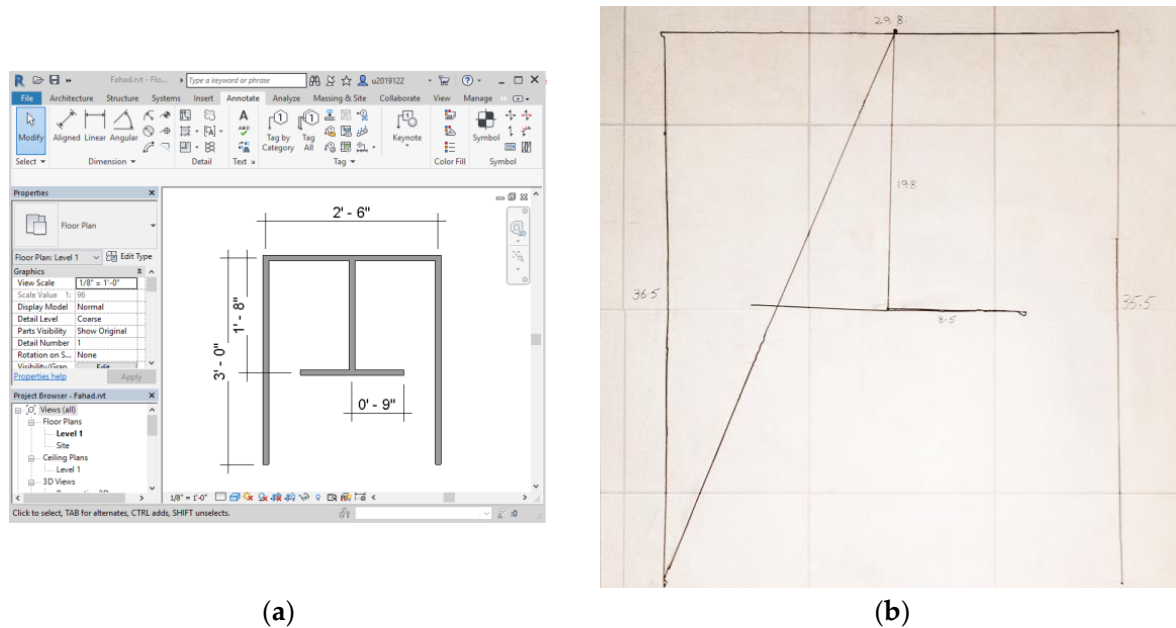 Fahad.rvt - Flo...
Type a keyword or phrase
u2019122
File Architecture Structure Systems Insert Annotate Analyze Massing & Site Collaborate View Manage
Modify
Aligned Linear Angular
Text
Tag by Category
Tag All
Keynote
Symbol
Select Dimension Detail Text Tag Color Fill Symbol
Properties
Floor Plan
Floor Plan: Level 1 Edit Type
Graphics
View Scale 1/8" = 1'-0"
Scale Value 1: 96
Display Model Normal
Detail Level Coarse
Parts Visibility Show Original
Detail Number 1
Rotation on S... None
Visibility/Grap... Edit...
Properties help Apply
Project Browser - Fahad.rvt
Views (all)
Floor Plans
Level 1
Site
Ceiling Plans
Level 1
3D Views
2' - 6"
1' - 8"
3' - 0"
0' - 9"
1/8" = 1'-0"
Click to select, TAB for alternates, CTRL adds, SHIFT unselects.
:0
(a)
29.8
19.8
36.5
35.5
8.5
(b)